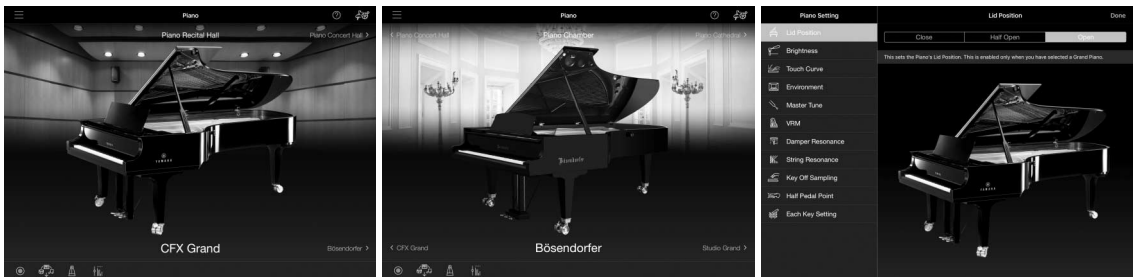 Piano
Piano Recital Hall
Piano Concert Hall >
YAMAHA
CFX Grand
Bösendorfer >
Piano
< Piano Concert Hall
Piano Chamber
Piano Cathedral >
Bösendorfer
< CFX Grand
Bösendorfer
Studio Grand >
Piano Setting
Lid Position
Brightness
Touch Curve
Environment
Master Tune
VRM
Damper Resonance
String Resonance
Key Off Sampling
Half Pedal Point
Each Key Setting
Lid Position
Done
Close
Half Open
Open
This sets the Piano's Lid Position. This is enabled only when you have selected a Grand Piano.
YAMAHA